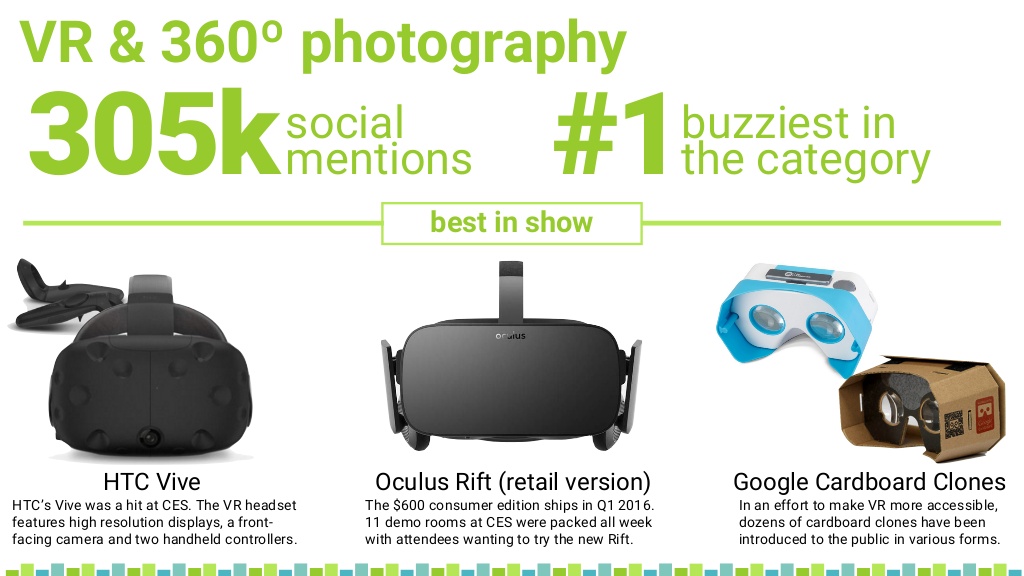 VR & 360º photography
305k social
mentions
#1 buzziest in
the category
best in show
oculus
HTC Vive
HTC’s Vive was a hit at CES. The VR headset
features high resolution displays, a front-
facing camera and two handheld controllers.
Oculus Rift (retail version)
The $600 consumer edition ships in Q1 2016.
11 demo rooms at CES were packed all week
with attendees wanting to try the new Rift.
Google Cardboard Clones
In an effort to make VR more accessible,
dozens of cardboard clones have been
introduced to the public in various forms.